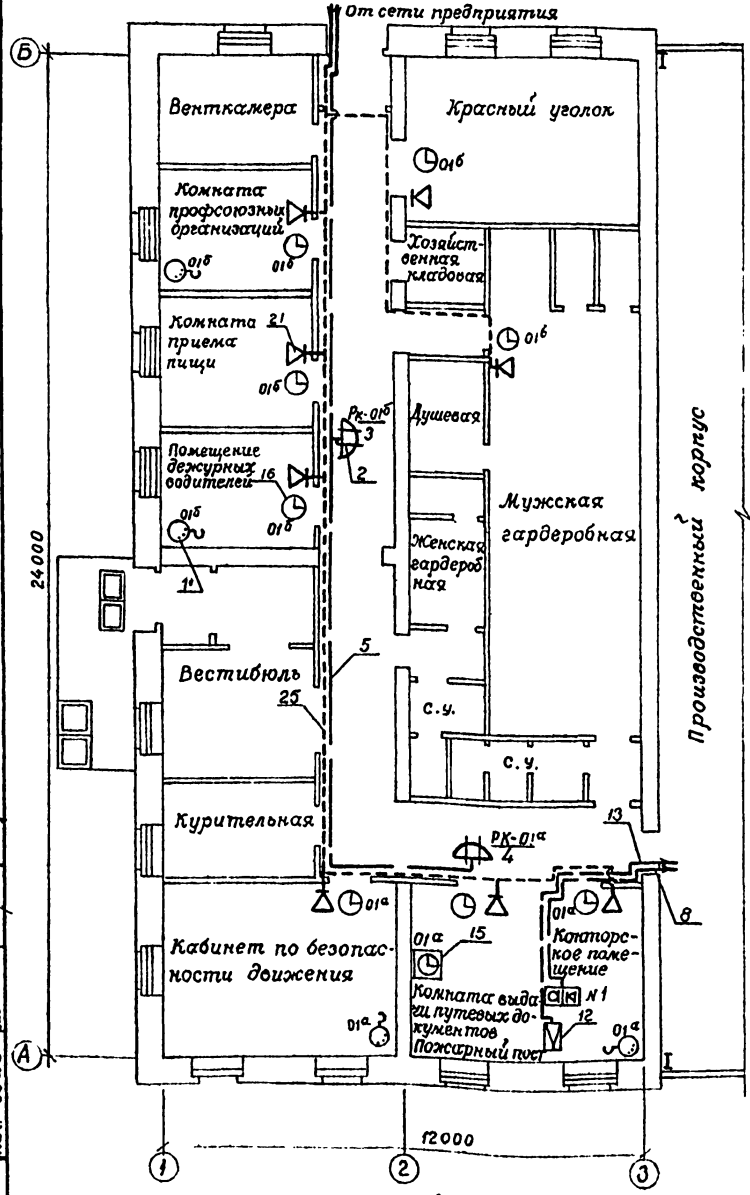 От сети предприятия
Б
I
Венткамера
Красный уголок
01б
Комната
профсоюзных
организаций
01б
01б
Хозяйст-
венная
кладовая
Комната
приема
пищи
21
01б
01б
Рк-01б
3
2
Душевая
Помещение
дежурных
водителей
16
01б
01б
Мужская
гардеробная
Производственный корпус
24000
Женская
гардероб
ная
5
Вестибюль
25
с.у.
с.у.
Курительная
РК-01а
4
13
8
01а
01а
01а
15
Кабинет по безопас-
ности движения
Конторс-
кое поме-
щение
Комната выда
чи путевых до-
кументов
Пожарный пост
N1
12
01а
01а
А
I
12000
1
2
3